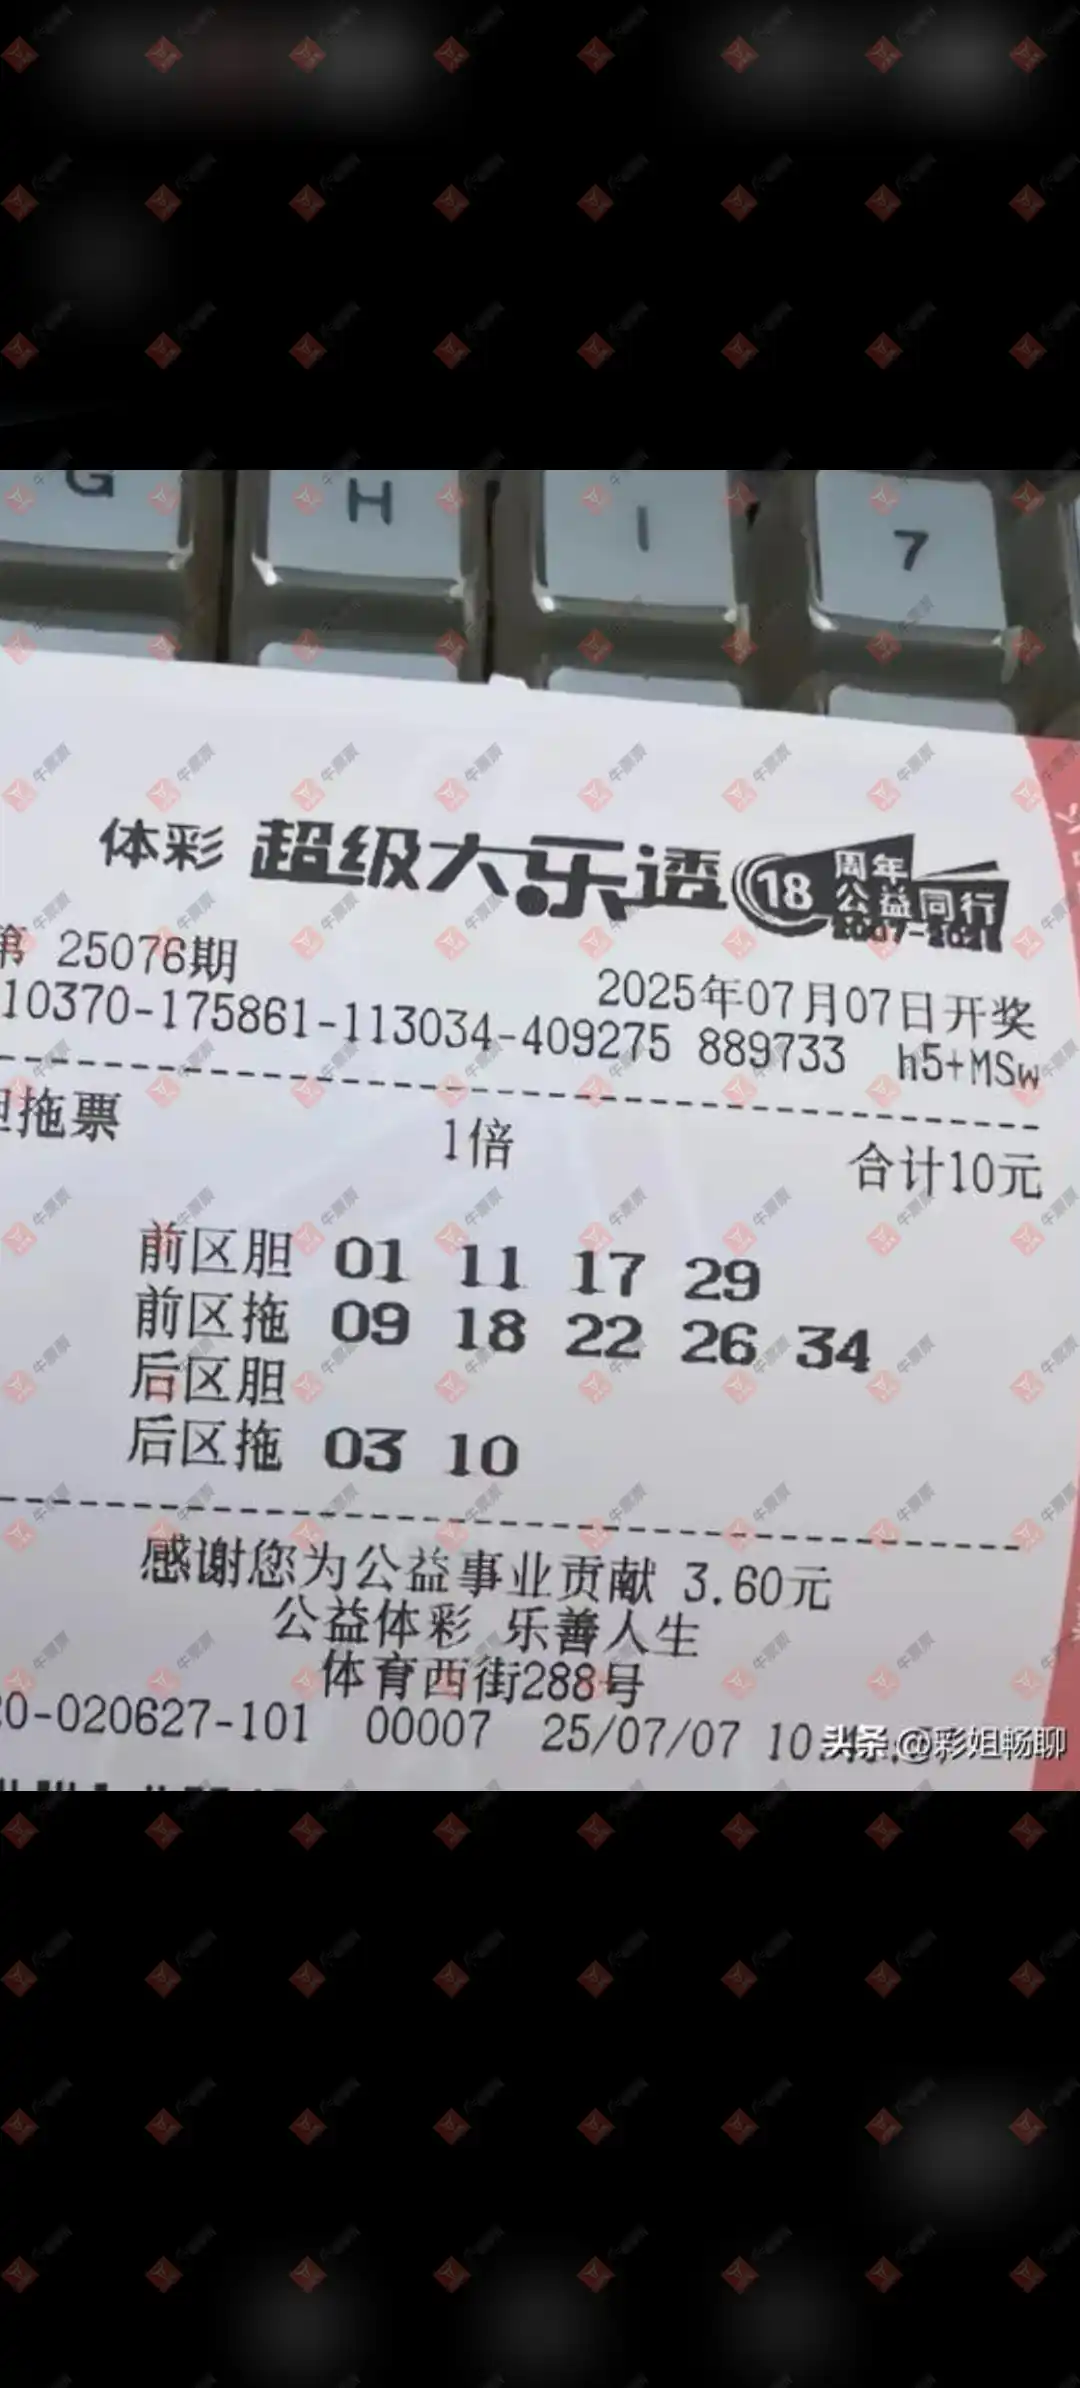 G H I 7
体彩 超级大乐透 18 周年 公益同行
第 25076期
2025年07月07日开奖
10370-175861-113034-409275 889733 h5+MSw
胆拖票 1倍 合计10元
前区胆 01 11 17 29
前区拖 09 18 22 26 34
后区胆
后区拖 03 10
感谢您为公益事业贡献 3.60元
公益体彩 乐善人生
体育西街288号
20-020627-101 00007 25/07/07 10
头条 @彩姐畅聊
牛票票